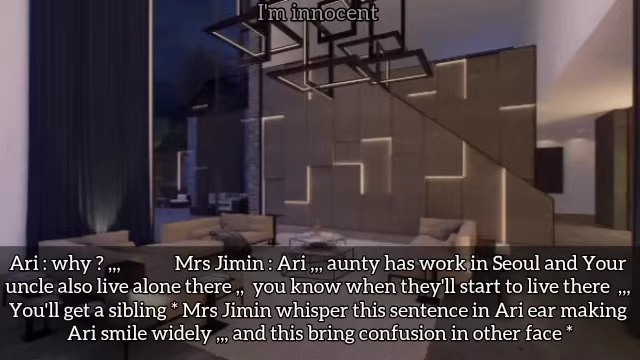 I'm innocent
Ari : why ? ,,, Mrs Jimin : Ari ,,, aunty has work in Seoul and Your
uncle also live alone there ,, you know when they'll start to live there ,,,
You'll get a sibling * Mrs Jimin whisper this sentence in Ari ear making
Ari smile widely ,,, and this bring confusion in other face *